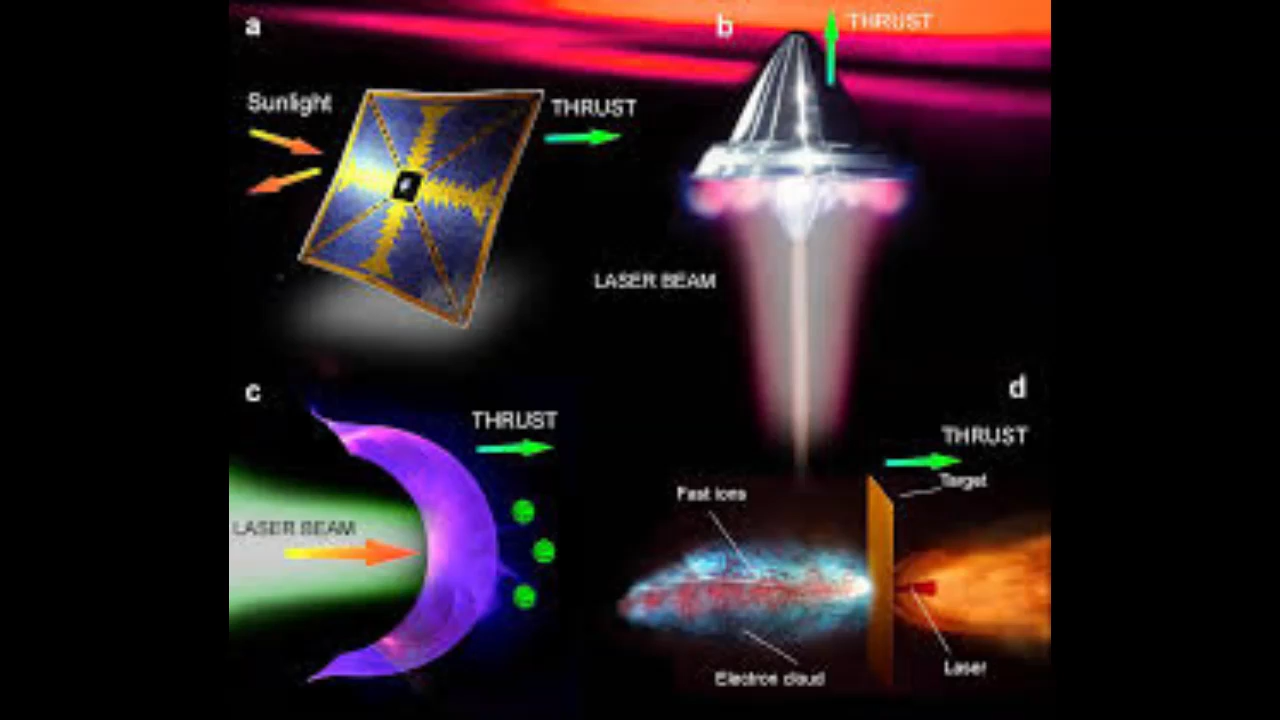 a
b
THRUST
Sunlight
THRUST
LASER BEAM
c
d
THRUST
THRUST
Target
Fast ions
LASER BEAM
Laser
Electron cloud